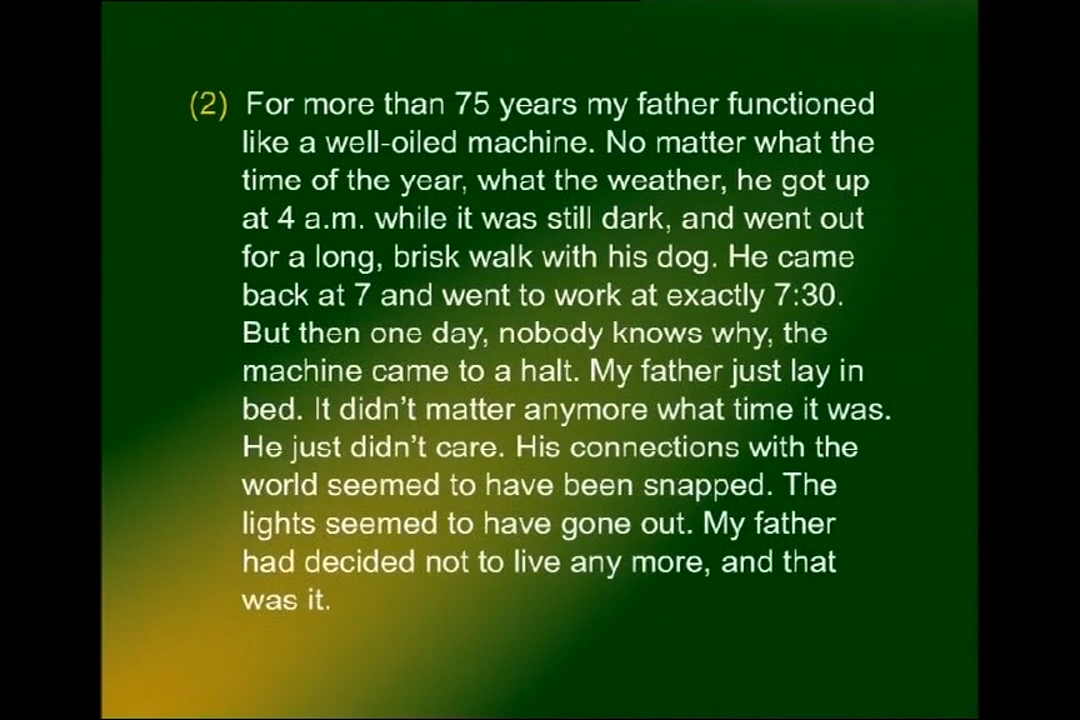 (2) For more than 75 years my father functioned
like a well-oiled machine. No matter what the
time of the year, what the weather, he got up
at 4 a.m. while it was still dark, and went out
for a long, brisk walk with his dog. He came
back at 7 and went to work at exactly 7:30.
But then one day, nobody knows why, the
machine came to a halt. My father just lay in
bed. It didn't matter anymore what time it was.
He just didn't care. His connections with the
world seemed to have been snapped. The
lights seemed to have gone out. My father
had decided not to live any more, and that
was it.